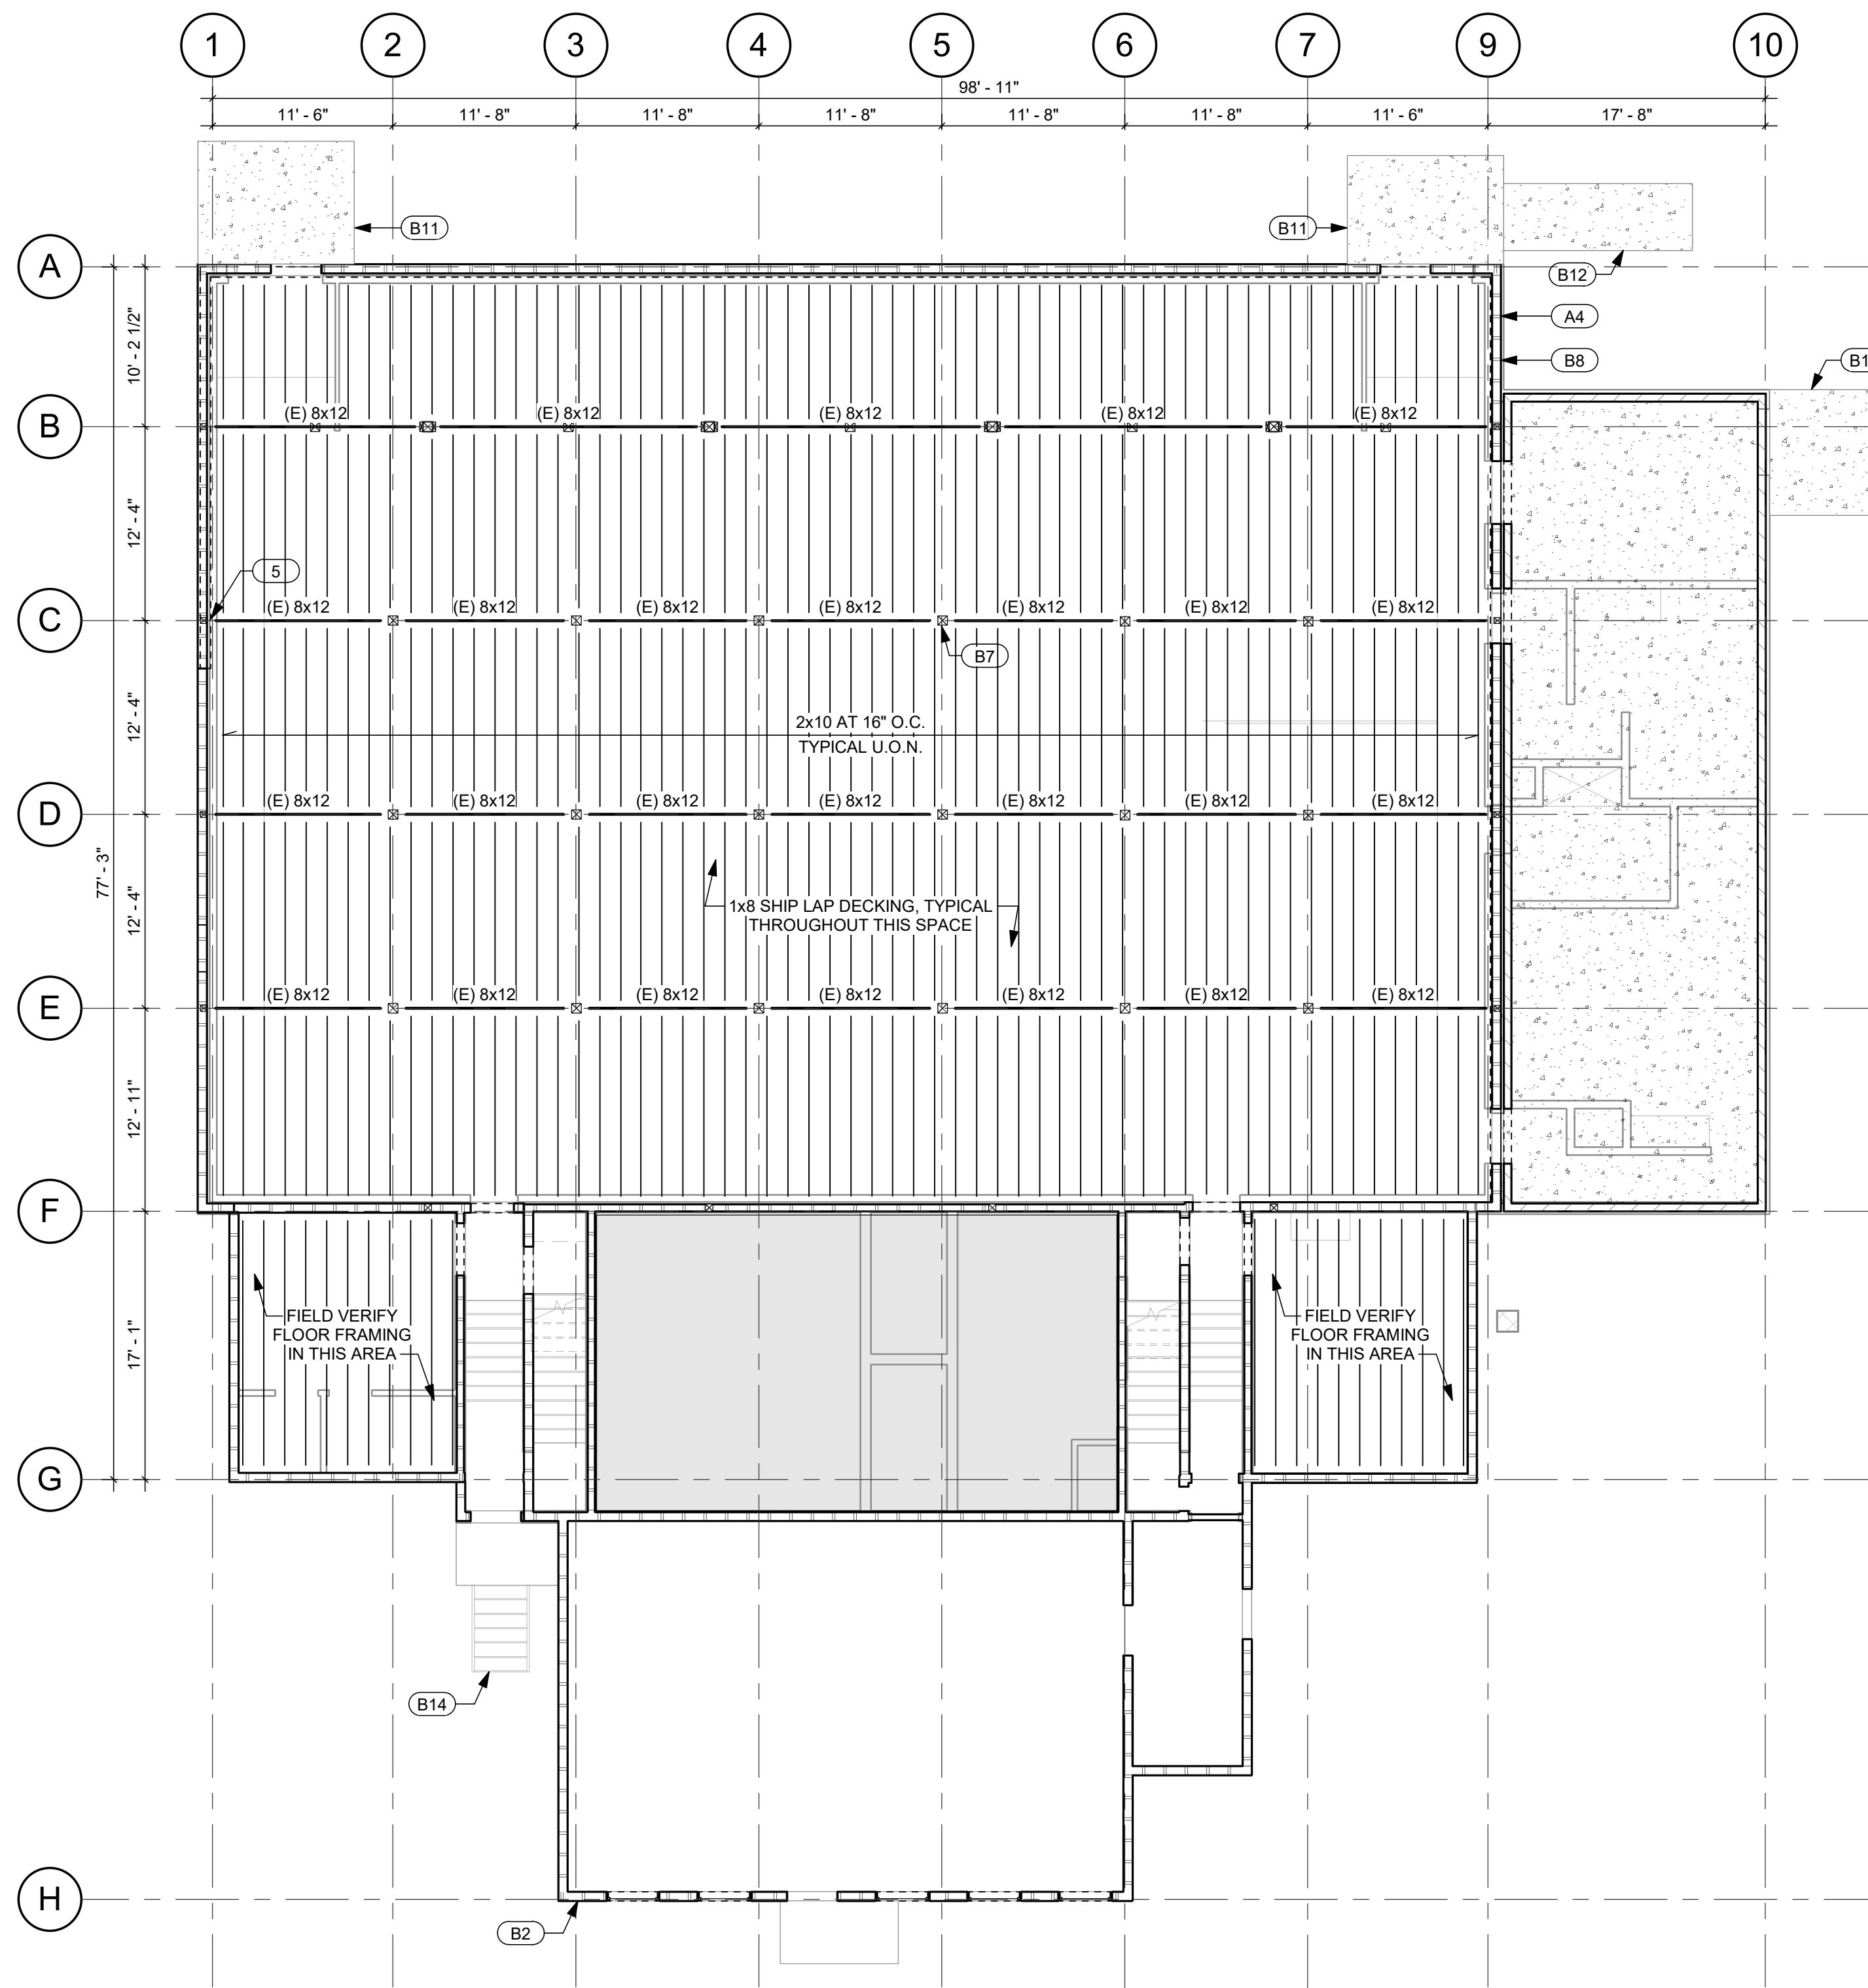 1 2 3 4 5 6 7 9 10
98' - 11"
11' - 6" 11' - 8" 11' - 8" 11' - 8" 11' - 8" 11' - 8" 11' - 6" 17' - 8"
B11 B11
A
B12
10' - 2 1/2"
A4
B8
(E) 8x12 (E) 8x12 (E) 8x12 (E) 8x12 (E) 8x12
B
12' - 4"
5
(E) 8x12 (E) 8x12 (E) 8x12 (E) 8x12 (E) 8x12 (E) 8x12 (E) 8x12
C
B7
12' - 4"
2x10 AT 16" O.C.
TYPICAL U.O.N.
(E) 8x12 (E) 8x12 (E) 8x12 (E) 8x12 (E) 8x12 (E) 8x12 (E) 8x12
D
77' - 3"
12' - 4"
1x8 SHIP LAP DECKING, TYPICAL
THROUGHOUT THIS SPACE
(E) 8x12 (E) 8x12 (E) 8x12 (E) 8x12 (E) 8x12 (E) 8x12 (E) 8x12
E
12' - 11"
F
17' - 1"
FIELD VERIFY
FLOOR FRAMING
IN THIS AREA
FIELD VERIFY
FLOOR FRAMING
IN THIS AREA
G
B14
H
B2